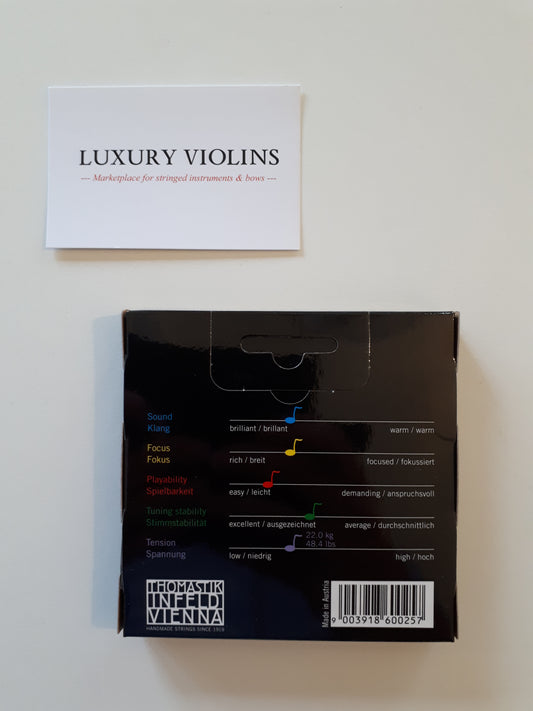 LUXURY VIOLINS
--- Marketplace for stringed instruments & bows ---
Sound
Klang
brilliant / brillant warm / warm
Focus
Fokus
rich / breit focused / fokussiert
Playability
Spielbarkeit
easy / leicht demanding / anspruchsvoll
Tuning stability
Stimmstabilität
excellent / ausgezeichnet average / durchschnittlich
Tension
Spannung
22.0 kg
48.4 lbs
low / niedrig high / hoch
THOMASTIK
INFELD
VIENNA
HANDMADE STRINGS SINCE 1919
Made in Austria
9 003918 600257